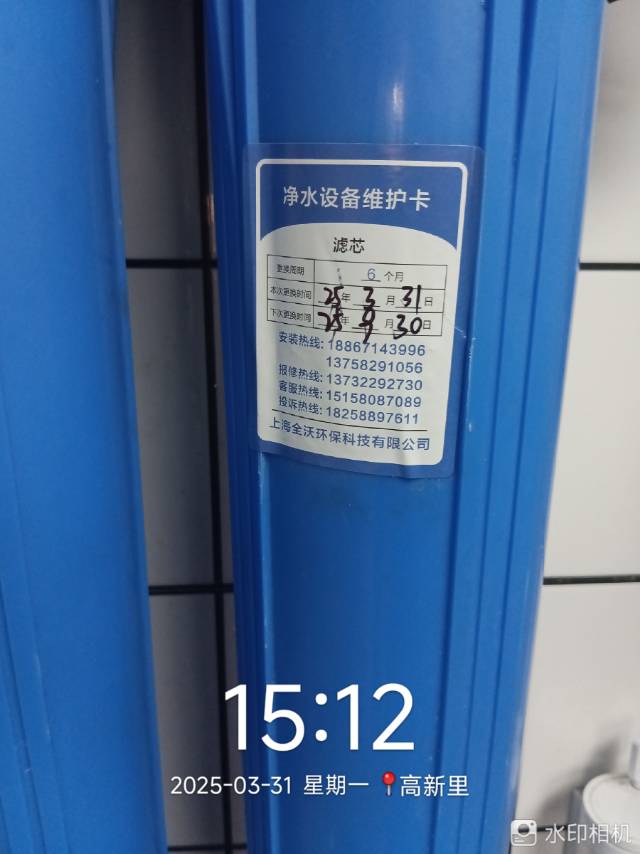 净水设备维护卡
滤芯
更换周期 6 个月
本次更换时间 25 年 3 月 31 日
下次更换时间 25 年 9 月 30 日
安装热线: 18867143996
13758291056
报修热线: 13732292730
客服热线: 15158087089
投诉热线: 18258897611
上海全沃环保科技有限公司
15:12
2025-03-31 星期一 📍高新里
水印相机